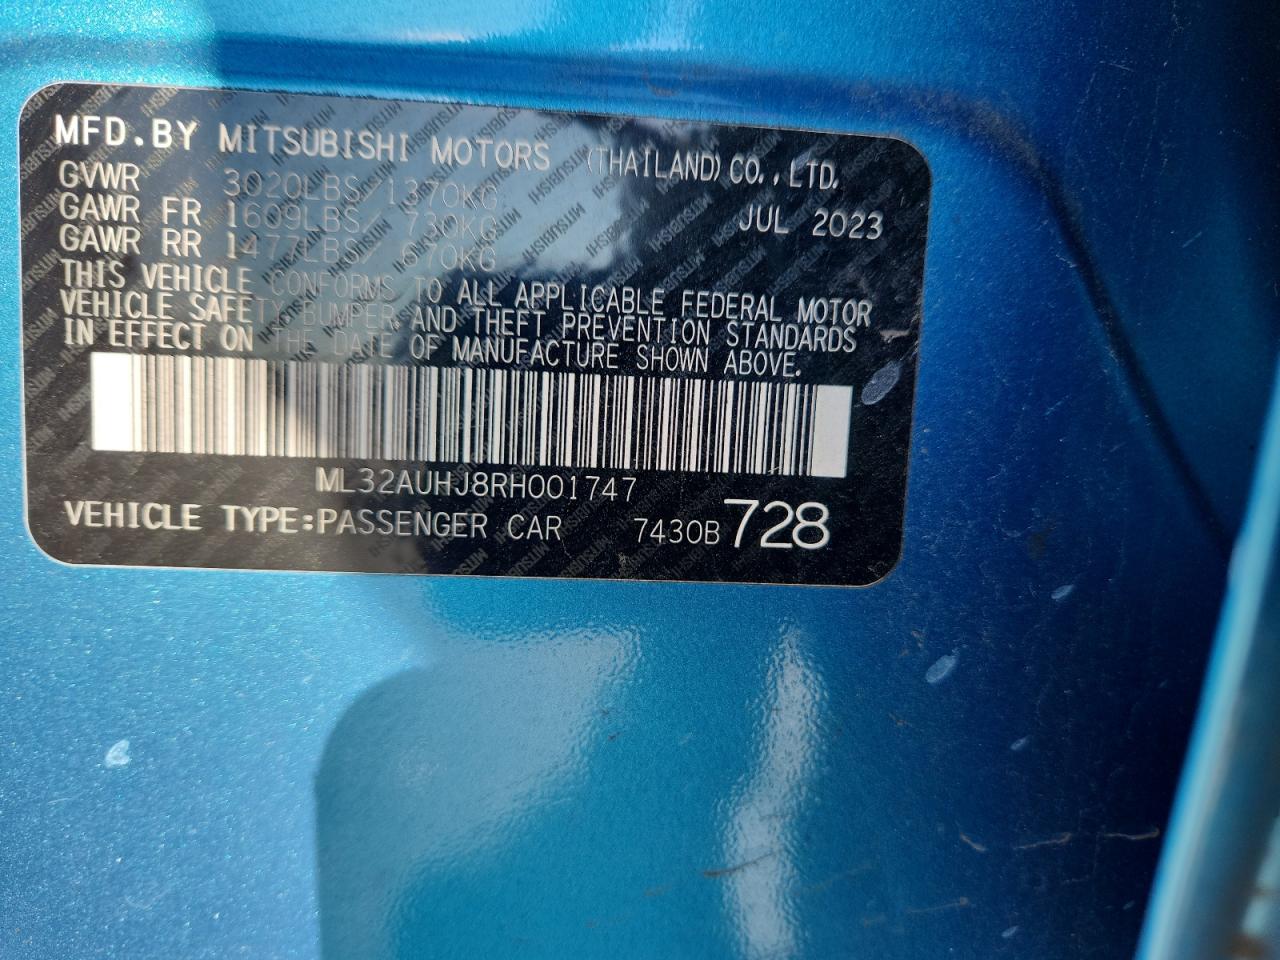 MFD.BY MITSUBISHI MOTORS (THAILAND)CO.,LTD.
GVWR 3020LBS/1370KG
GAWR FR 1609LBS/ 730KG JUL 2023
GAWR RR 1477LBS/ 670KG
THIS VEHICLE CONFORMS TO ALL APPLICABLE FEDERAL MOTOR
VEHICLE SAFETY,BUMPER,AND THEFT PREVENTION STANDARDS
IN EFFECT ON THE DATE OF MANUFACTURE SHOWN ABOVE.
ML32AUHJ8RH001747
VEHICLE TYPE:PASSENGER CAR 7430B 728